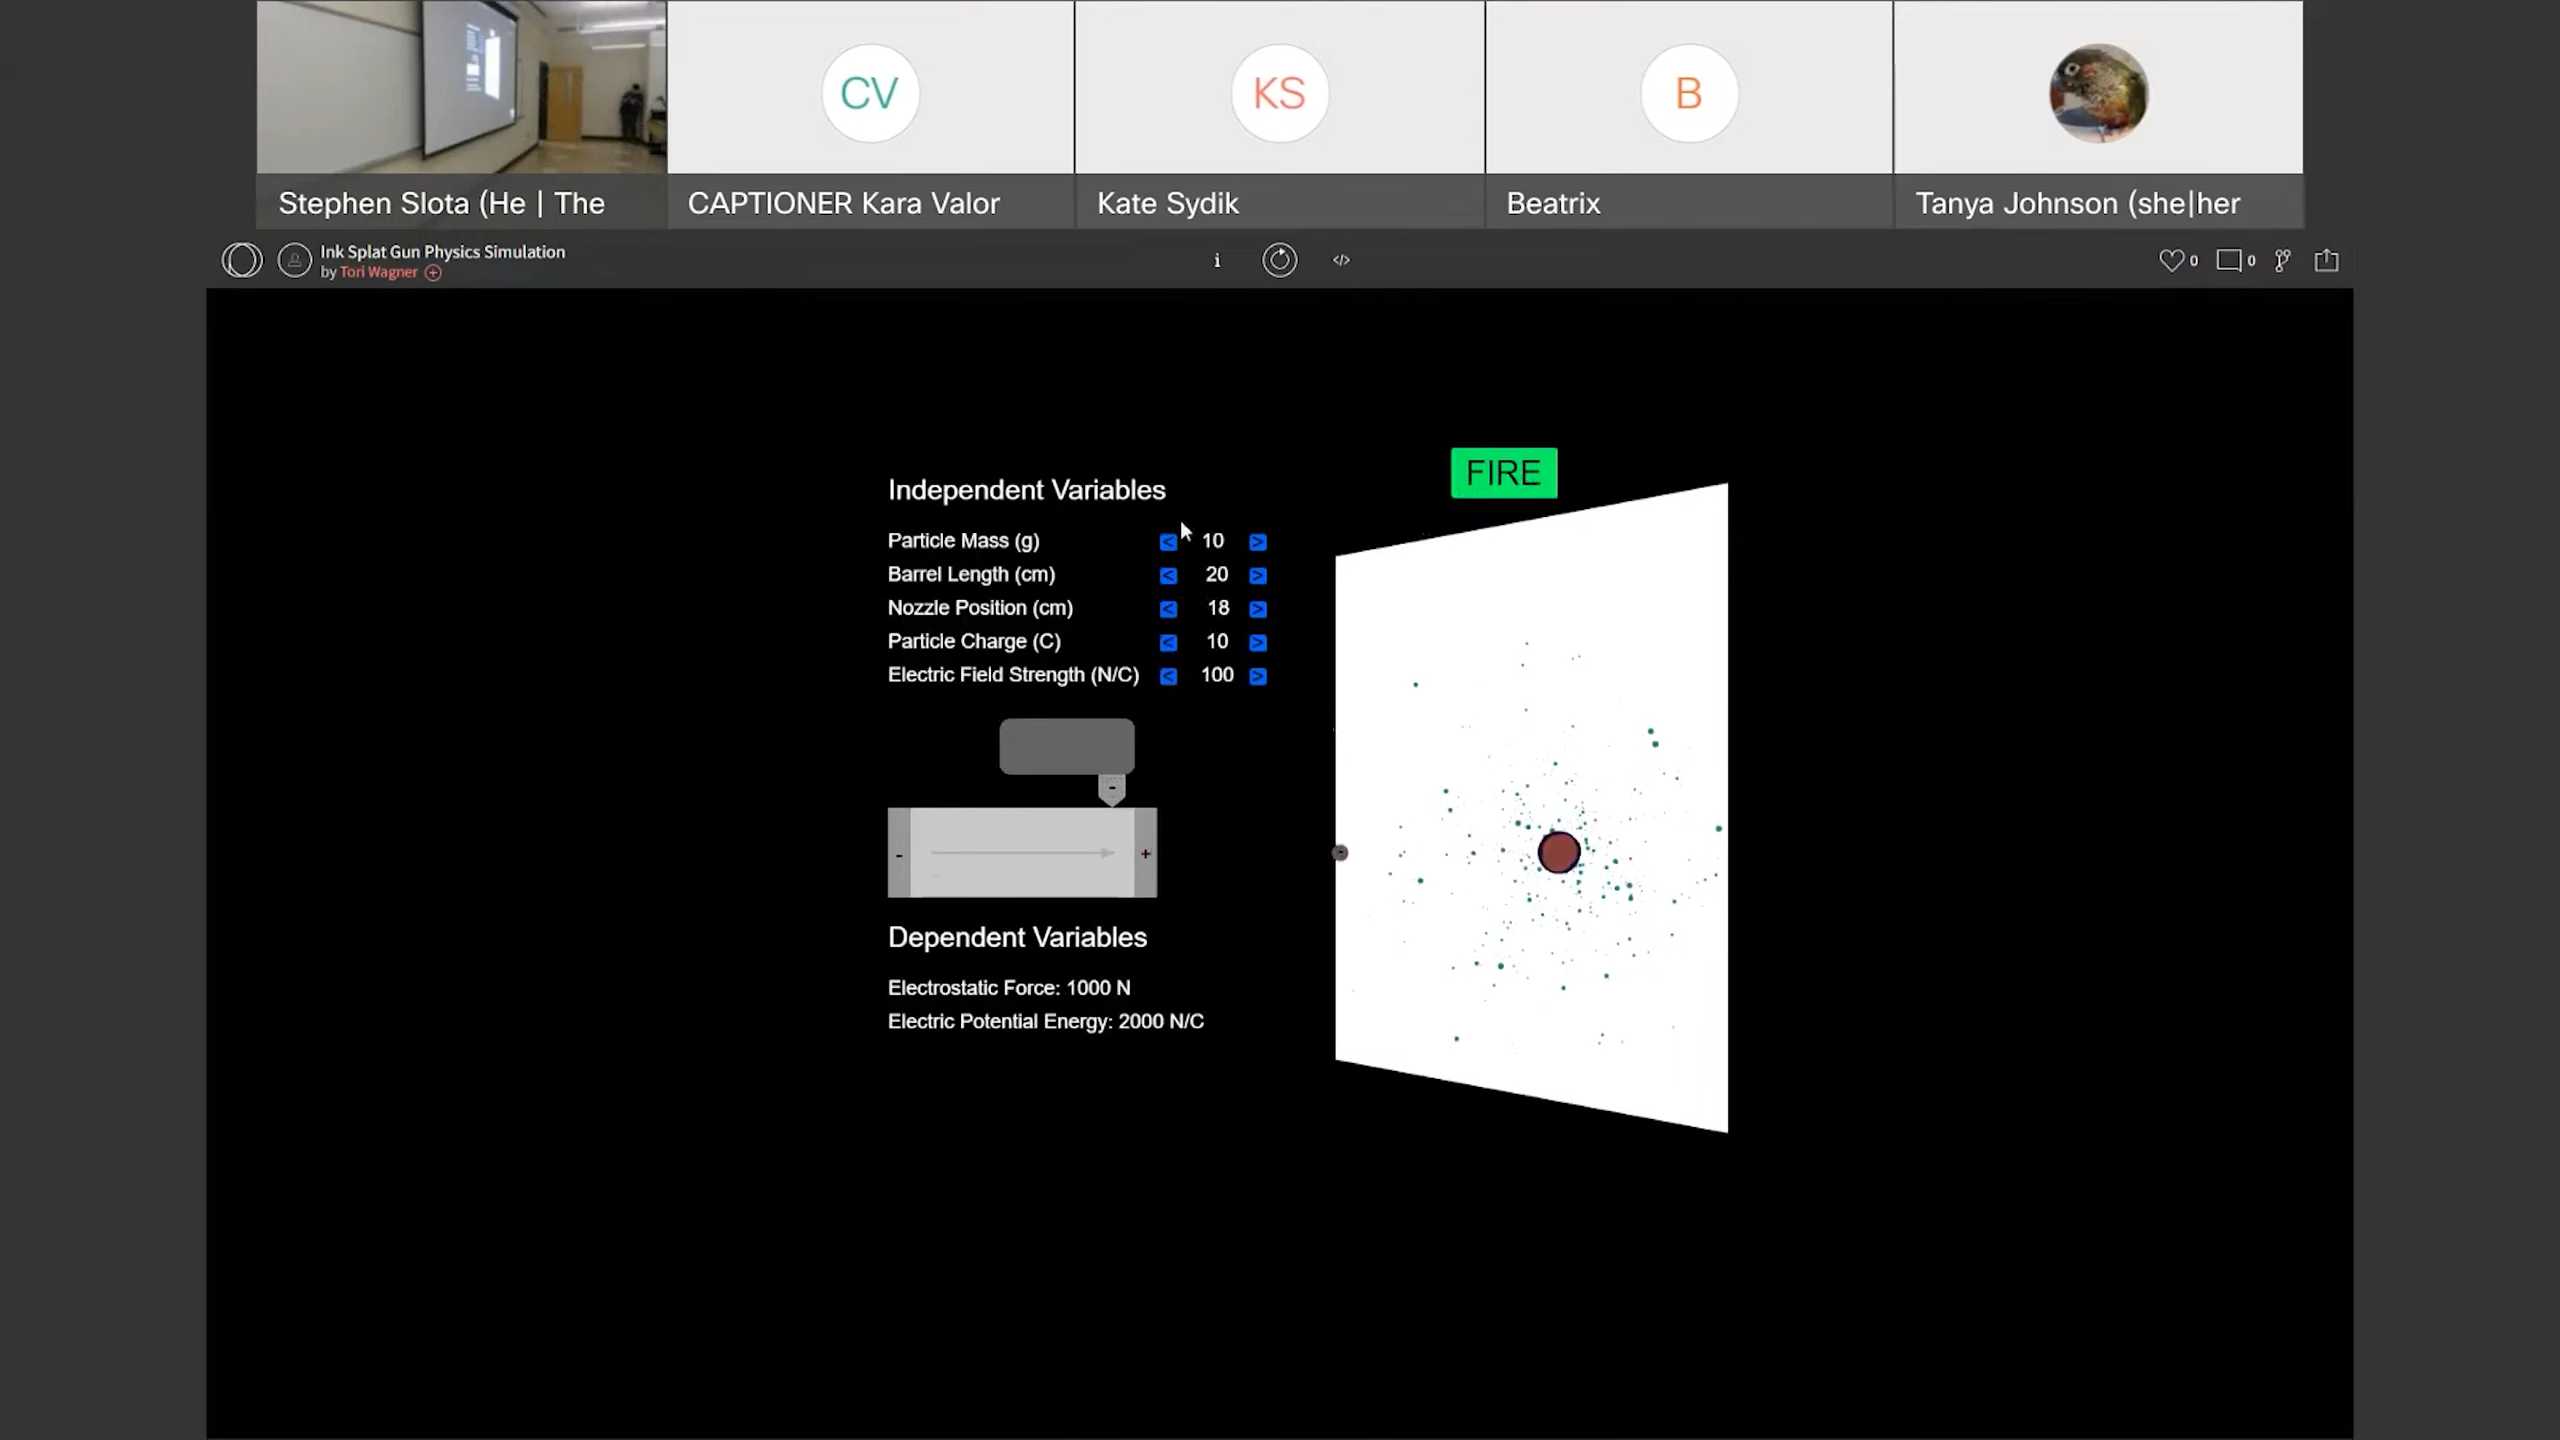 CV
KS
B
Stephen Slota (He | The
CAPTIONER Kara Valor
Kate Sydik
Beatrix
Tanya Johnson (she|her
Ink Splat Gun Physics Simulation
by Tori Wagner
i
</>
0
0
FIRE
Independent Variables
Particle Mass (g) < 10 >
Barrel Length (cm) < 20 >
Nozzle Position (cm) < 18 >
Particle Charge (C) < 10 >
Electric Field Strength (N/C) < 100 >
-
- +
-
Dependent Variables
Electrostatic Force: 1000 N
Electric Potential Energy: 2000 N/C